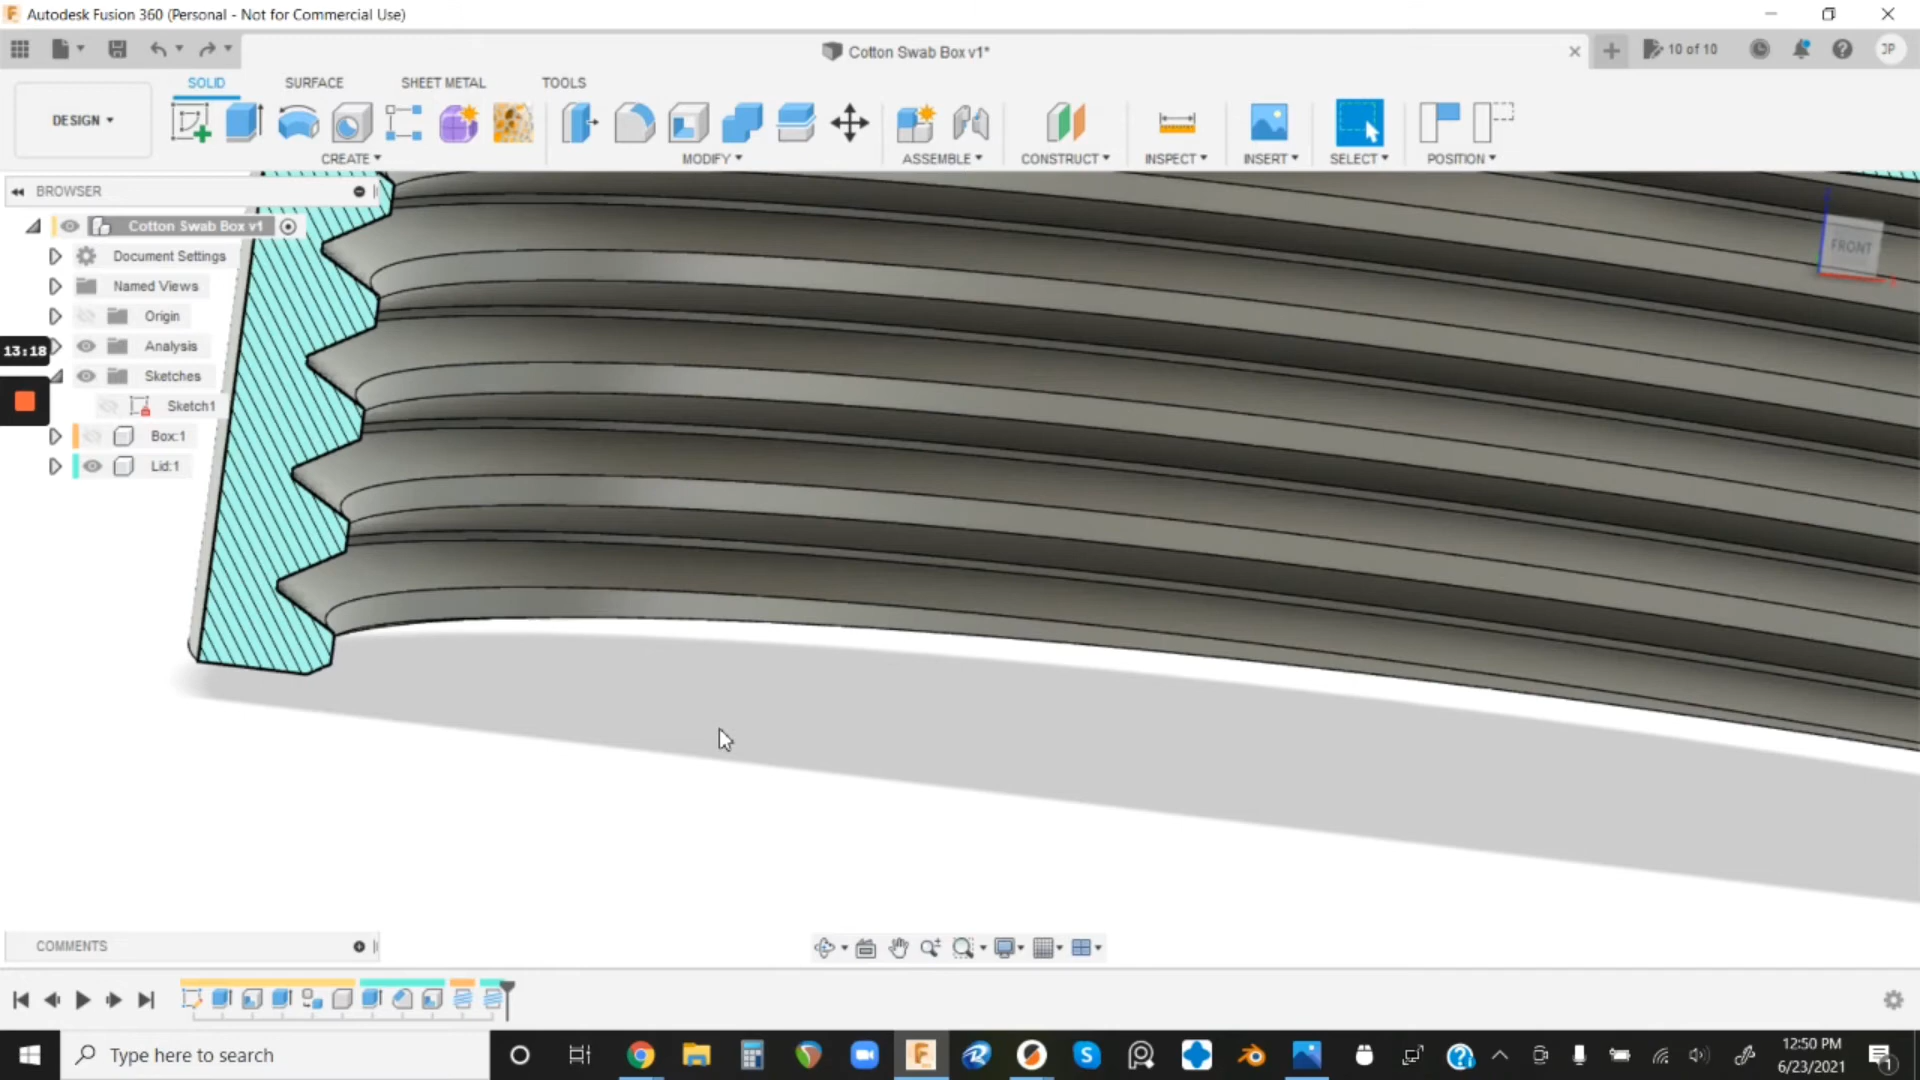 Autodesk Fusion 360 (Personal - Not for Commercial Use)
Cotton Swab Box v1*
10 of 10
JP
SOLID SURFACE SHEET METAL TOOLS
DESIGN
CREATE MODIFY ASSEMBLE CONSTRUCT INSPECT INSERT SELECT POSITION
BROWSER
Cotton Swab Box v1
Document Settings
Named Views
Origin
Analysis
Sketches
Sketch1
Box:1
Lid:1
13:18
FRONT
COMMENTS
Type here to search
12:50 PM
6/23/2021
1